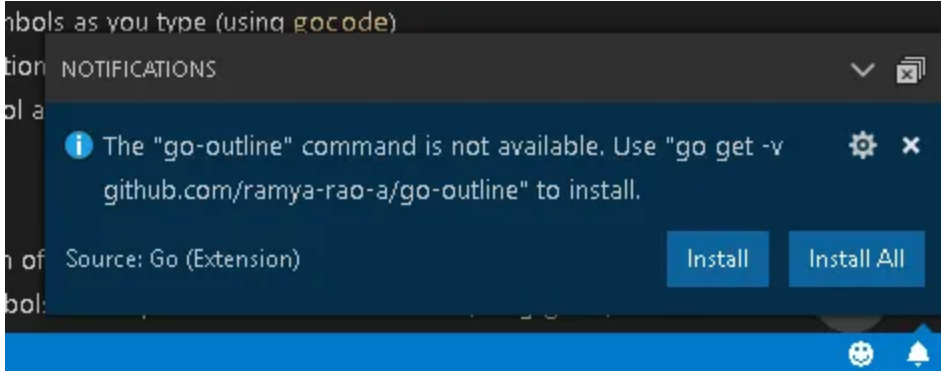 as you type (using gocode)
NOTIFICATIONS
The "go-outline" command is not available. Use "go get -v
github.com/ramya-rao-a/go-outline" to install.
Source: Go (Extension)
Install
Install All